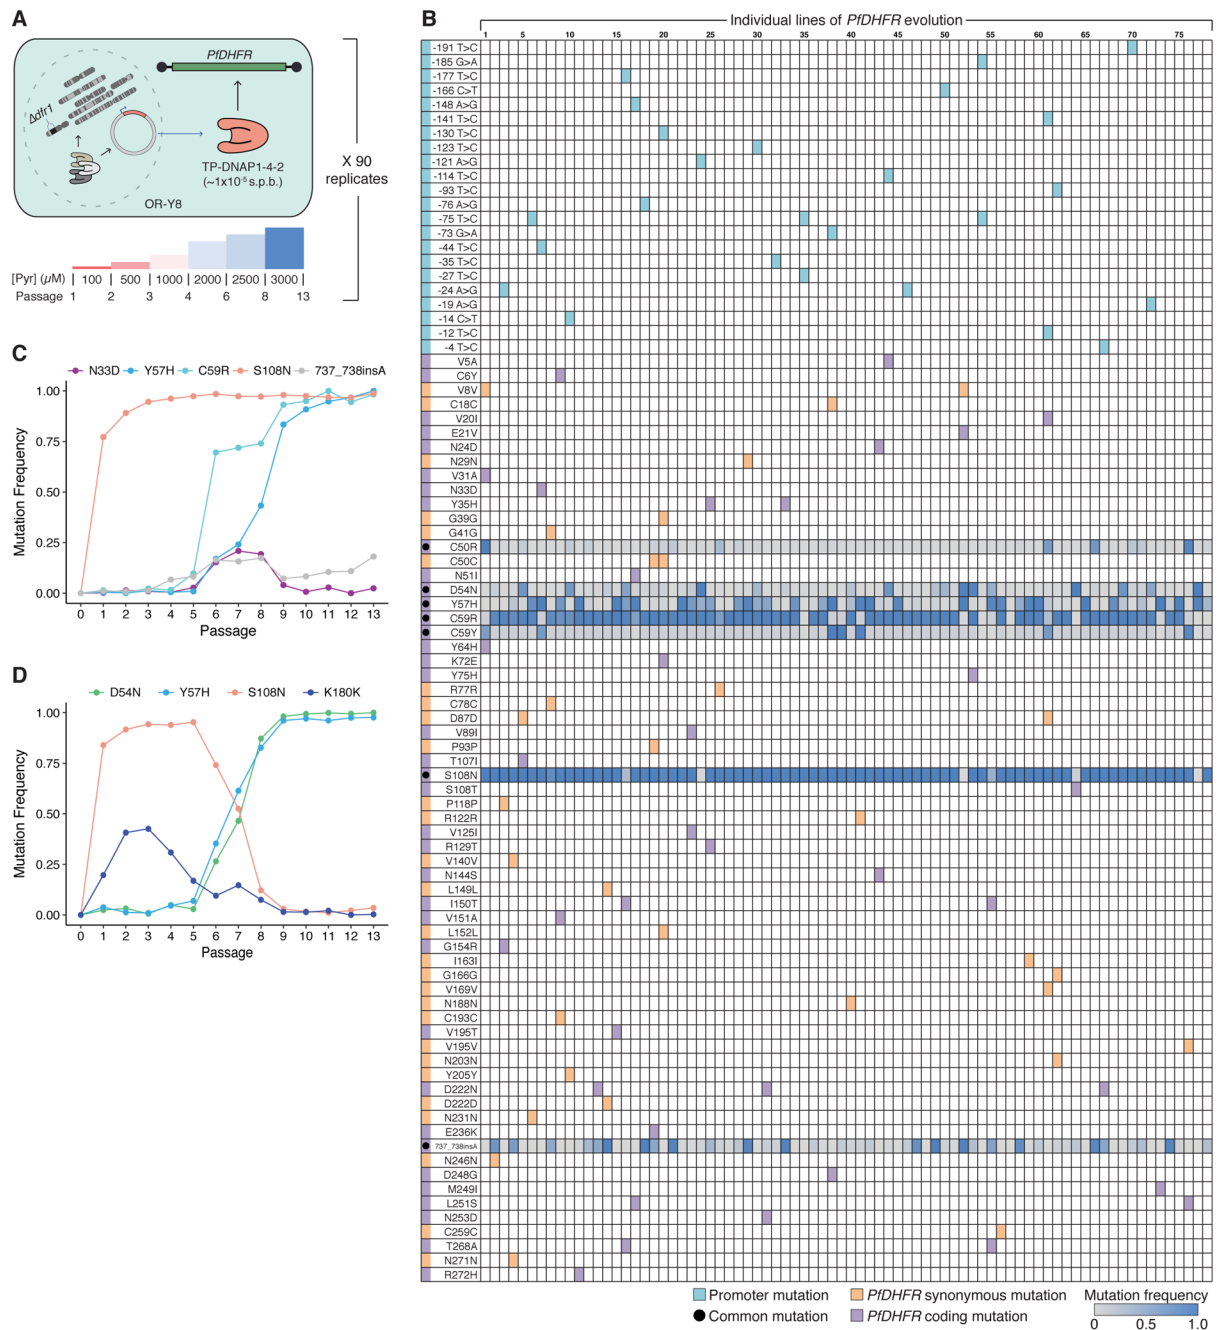 A
PfDHFR
Δdfr1
TP-DNAP1-4-2
(~1x10⁻⁵ s.p.b.)
OR-Y8
X 90
replicates
[Pyr] (µM) 100 500 1000 2000 2500 3000
Passage 1 2 3 4 6 8 13
B
Individual lines of PfDHFR evolution
1 5 10 15 20 25 30 35 40 45 50 55 60 65 70 75
-191 T>C
-185 G>A
-177 T>C
-166 C>T
-148 A>G
-141 T>C
-130 T>C
-123 T>C
-121 A>G
-114 T>C
-93 T>C
-76 A>G
-75 T>C
-73 G>A
-44 T>C
-35 T>C
-27 T>C
-24 A>G
-19 A>G
-14 C>T
-12 T>C
-4 T>C
V5A
C6Y
V8V
C18C
V20I
E21V
N24D
N29N
V31A
N33D
Y35H
G39G
G41G
C50R
C50C
N51I
D54N
Y57H
C59R
C59Y
Y64H
K72E
Y75H
R77R
C78C
D87D
V89I
P93P
T107I
S108N
S108T
P118P
R122R
V125I
R129T
V140V
N144S
L149L
I150T
V151A
L152L
G154R
I163I
G166G
V169V
N188N
C193C
V195T
V195V
N203N
Y205Y
D222N
D222D
N231N
E236K
737_738insA
N246N
D248G
M249I
L251S
N253D
C259C
T268A
N271N
R272H
Promoter mutation
PfDHFR synonymous mutation
Common mutation
PfDHFR coding mutation
Mutation frequency
0 0.5 1.0
C
N33D Y57H C59R S108N 737_738insA
Mutation Frequency
1.00
0.75
0.50
0.25
0.00
0 1 2 3 4 5 6 7 8 9 10 11 12 13
Passage
D
D54N Y57H S108N K180K
Mutation Frequency
1.00
0.75
0.50
0.25
0.00
0 1 2 3 4 5 6 7 8 9 10 11 12 13
Passage